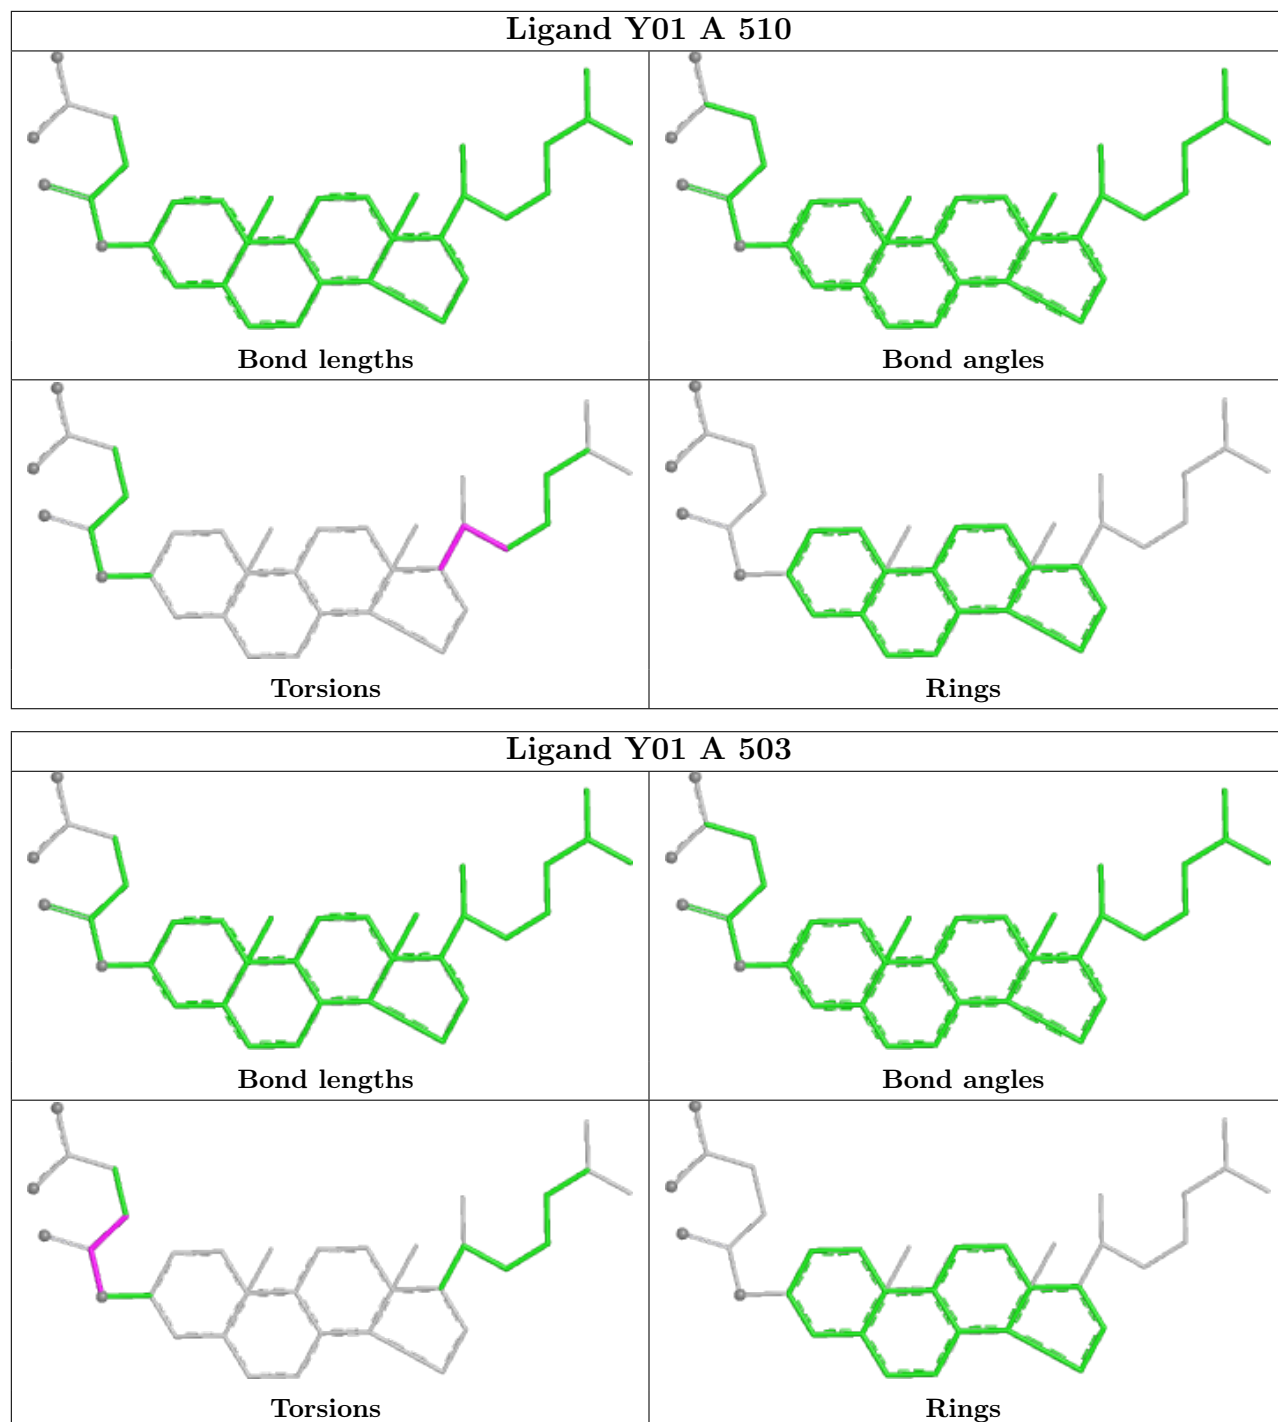 Ligand Y01 A 510
Bond lengths
Bond angles
Torsions
Rings
Ligand Y01 A 503
Bond lengths
Bond angles
Torsions
Rings